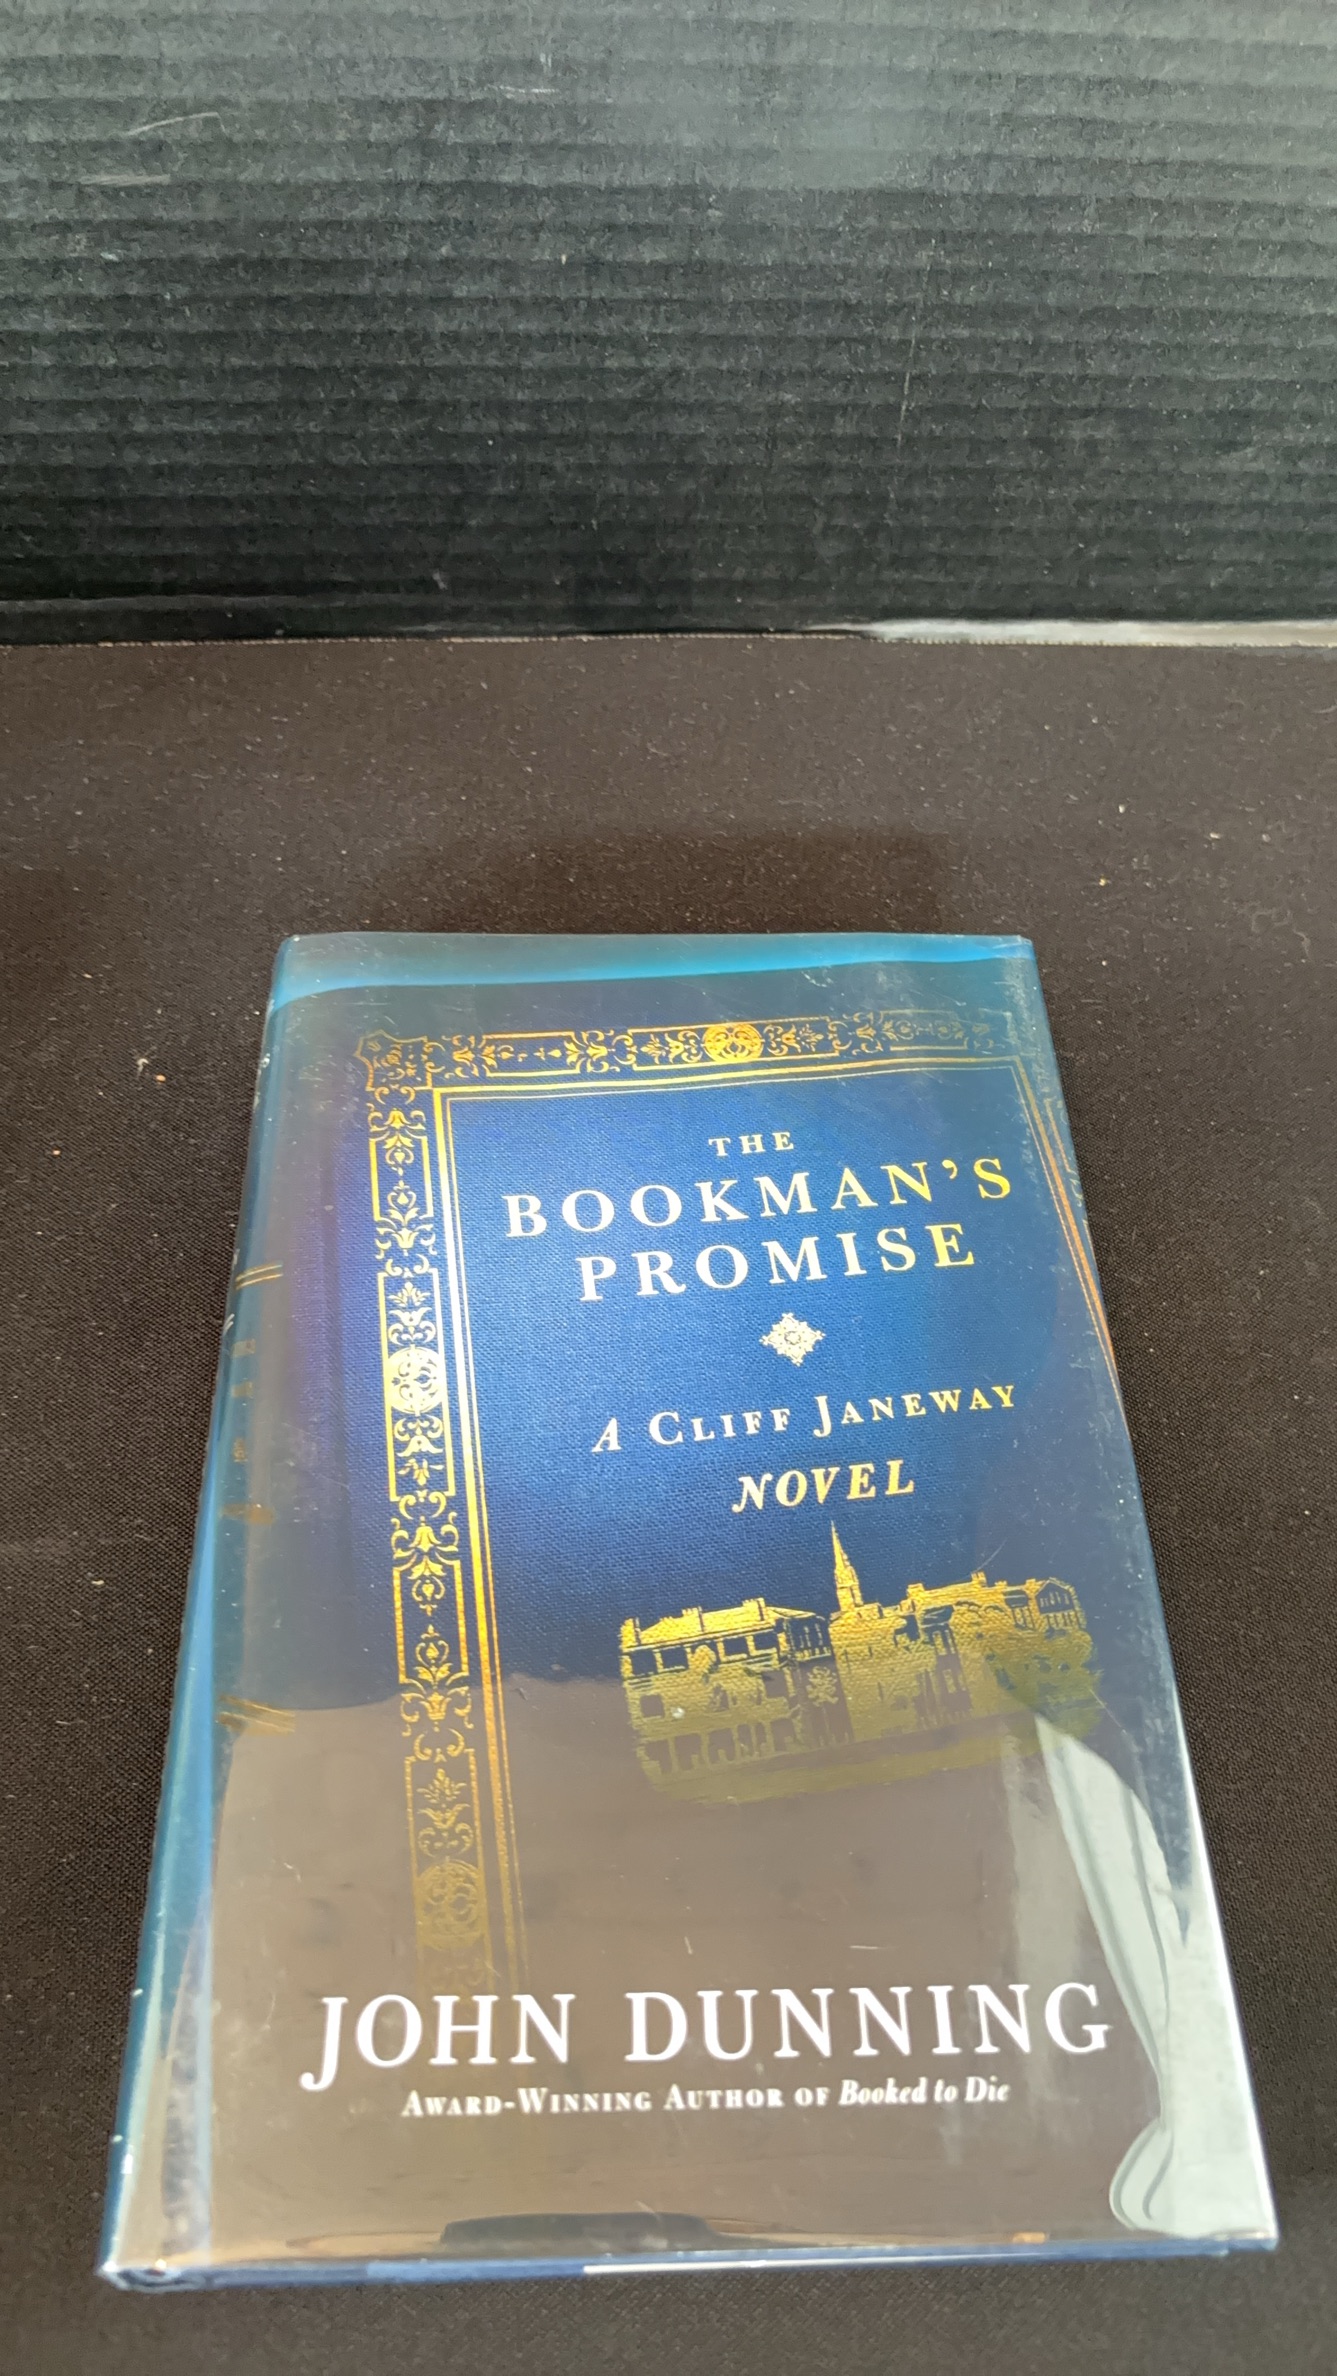 THE
BOOKMAN'S
PROMISE
A CLIFF JANEWAY
NOVEL
JOHN DUNNING
AWARD-WINNING AUTHOR OF Booked to Die